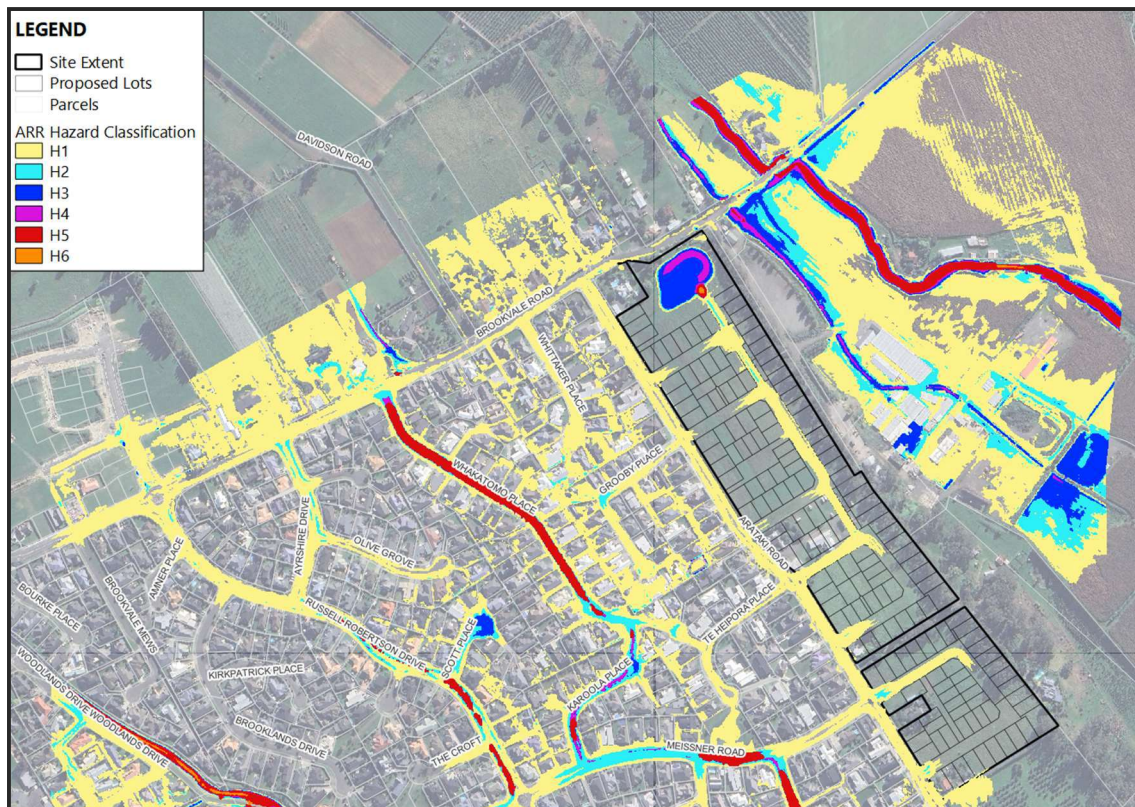 LEGEND
Site Extent
Proposed Lots
Parcels
ARR Hazard Classification
H1
H2
H3
H4
H5
H6
DAVIDSON ROAD
BROOKVALE ROAD
WHITTAKER PLACE
WHAKATOMO PLACE
GROOBY PLACE
ARATAKI ROAD
AYRSHIRE DRIVE
OLIVE GROVE
AMNER PLACE
BROOKVALE MEWS
BOURKE PLACE
RUSSELL ROBERTSON DRIVE
SCOTT PLACE
TE HEIPORA PLACE
KIRKPATRICK PLACE
KAROOLA PLACE
WOODLANDS DRIVE
WOODLANDS DRIVE
BROOKLANDS DRIVE
THE CROFT
MEISSNER ROAD